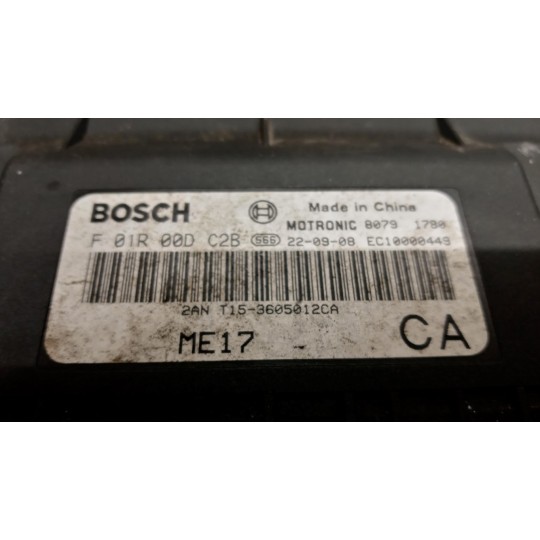 BOSCH Made in China
MOTRONIC 8079 1780
F 01R 00D C2B 666 22-09-08 EC10000449
2AN T15-3605012CA
ME17 CA